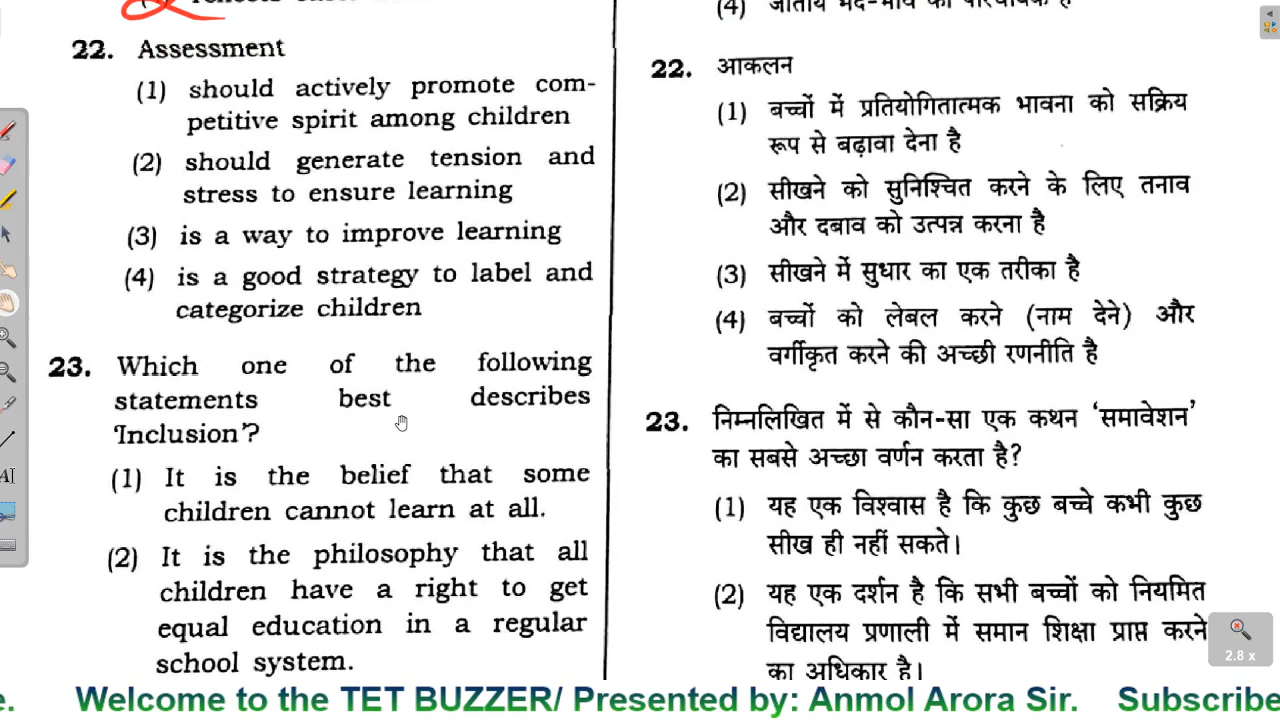 22. Assessment
(1) should actively promote com-
petitive spirit among children
(2) should generate tension and
stress to ensure learning
(3) is a way to improve learning
(4) is a good strategy to label and
categorize children
23. Which one of the following
statements best describes
'Inclusion'?
(1) It is the belief that some
children cannot learn at all.
(2) It is the philosophy that all
children have a right to get
equal education in a regular
school system.
22. आकलन
(1) बच्चों में प्रतियोगितात्मक भावना को सक्रिय
रूप से बढ़ावा देना है
(2) सीखने को सुनिश्चित करने के लिए तनाव
और दबाव को उत्पन्न करना है
(3) सीखने में सुधार का एक तरीका है
(4) बच्चों को लेबल करने (नाम देने) और
वर्गीकृत करने की अच्छी रणनीति है
23. निम्नलिखित में से कौन-सा एक कथन 'समावेशन'
का सबसे अच्छा वर्णन करता है?
(1) यह एक विश्वास है कि कुछ बच्चे कभी कुछ
सीख ही नहीं सकते।
(2) यह एक दर्शन है कि सभी बच्चों को नियमित
विद्यालय प्रणाली में समान शिक्षा प्राप्त करने
का अधिकार है।
AI
2.8 x
e. Welcome to the TET BUZZER/ Presented by: Anmol Arora Sir. Subscribe